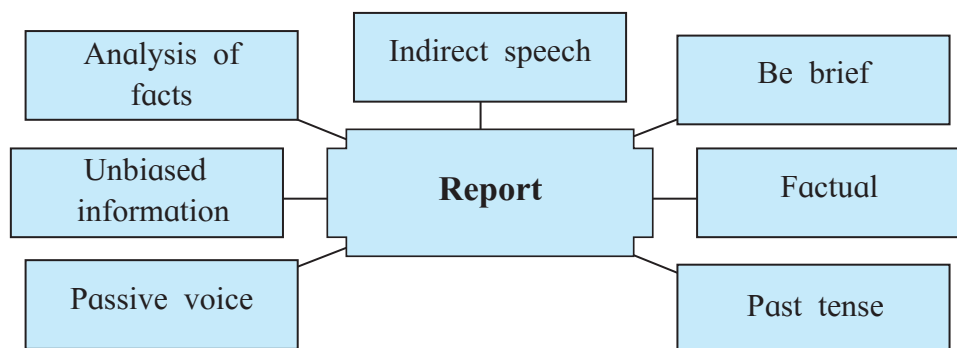 Analysis of
facts
Indirect speech
Be brief
Unbiased
information
Report
Factual
Passive voice
Past tense